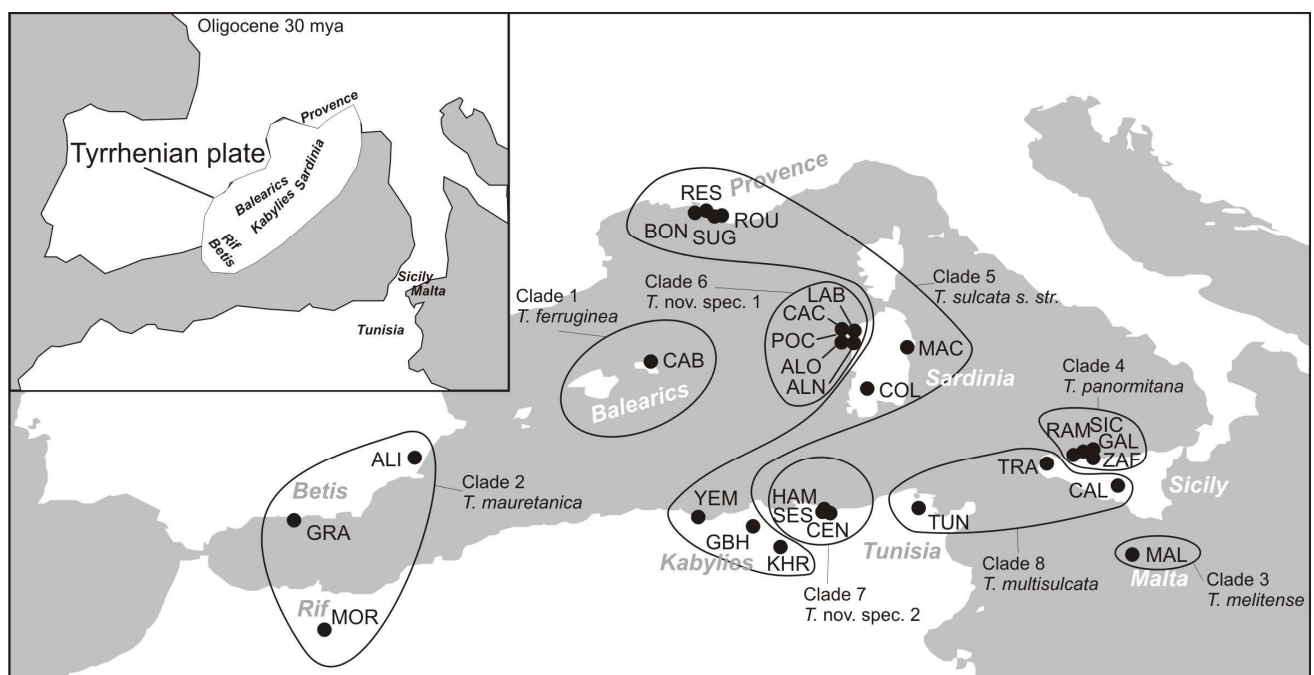 Oligocene 30 mya
Provence
Tyrrhenian plate
Sardinia
Balearics
Kabylies
Rif
Betis
Sicily
Malta
Tunisia
Provence
RES
ROU
BON
SUG
Clade 6
T. nov. spec. 1
LAB
CAC
POC
ALO
ALN
Clade 5
T. sulcata s. str.
Clade 1
T. ferruginea
CAB
Balearics
MAC
Sardinia
COL
Clade 4
T. panormitana
SIC
RAM
GAL
ZAF
TRA
CAL
Sicily
ALI
Betis
Clade 2
T. mauretanica
GRA
Rif
MOR
YEM
HAM
SES
CEN
GBH
KHR
Kabylies
TUN
Tunisia
MAL
Malta
Clade 7
T. nov. spec. 2
Clade 8
T. multisulcata
Clade 3
T. melitense